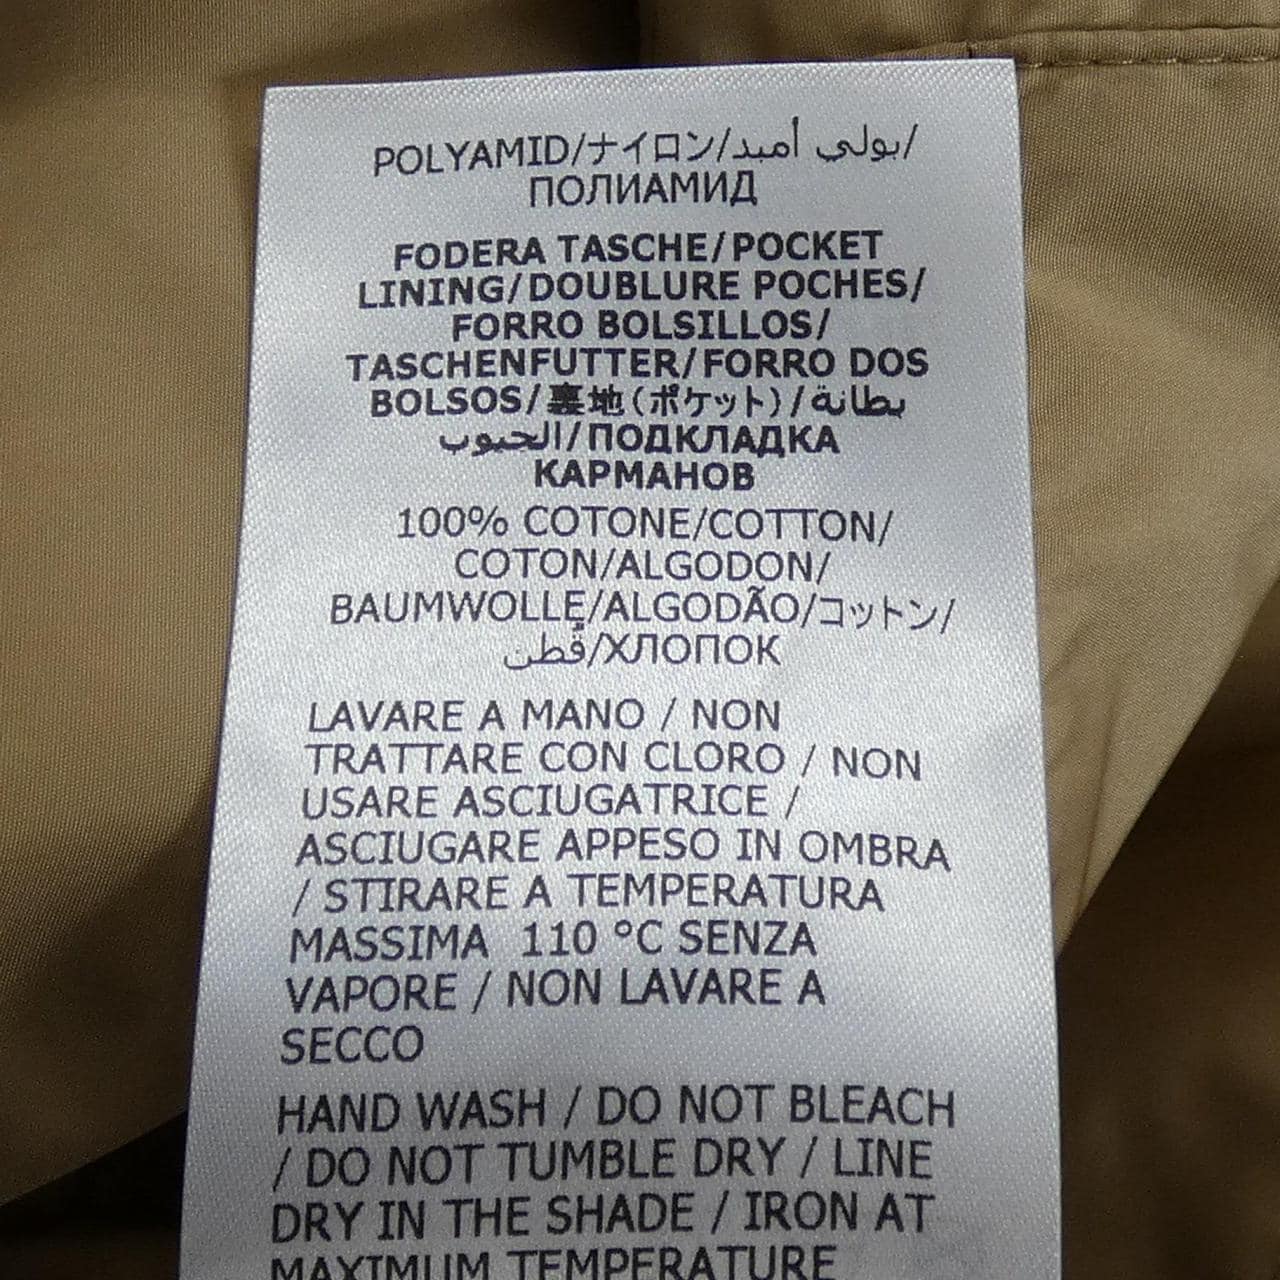 POLYAMID/ナイロン/بولي أميد/
ПОЛИАМИД
FODERA TASCHE/POCKET
LINING/DOUBLURE POCHES/
FORRO BOLSILLOS/
TASCHENFUTTER/FORRO DOS
BOLSOS/裏地(ポケット)/بطانة
الجيوب/ПОДКЛАДКА
КАРМАНОВ
100% COTONE/COTTON/
COTON/ALGODON/
BAUMWOLLE/ALGODÃO/コットン/
قطن/ХЛОПОК
LAVARE A MANO / NON
TRATTARE CON CLORO / NON
USARE ASCIUGATRICE /
ASCIUGARE APPESO IN OMBRA
/ STIRARE A TEMPERATURA
MASSIMA 110 °C SENZA
VAPORE / NON LAVARE A
SECCO
HAND WASH / DO NOT BLEACH
/ DO NOT TUMBLE DRY / LINE
DRY IN THE SHADE / IRON AT
MAXIMUM TEMPERATURE